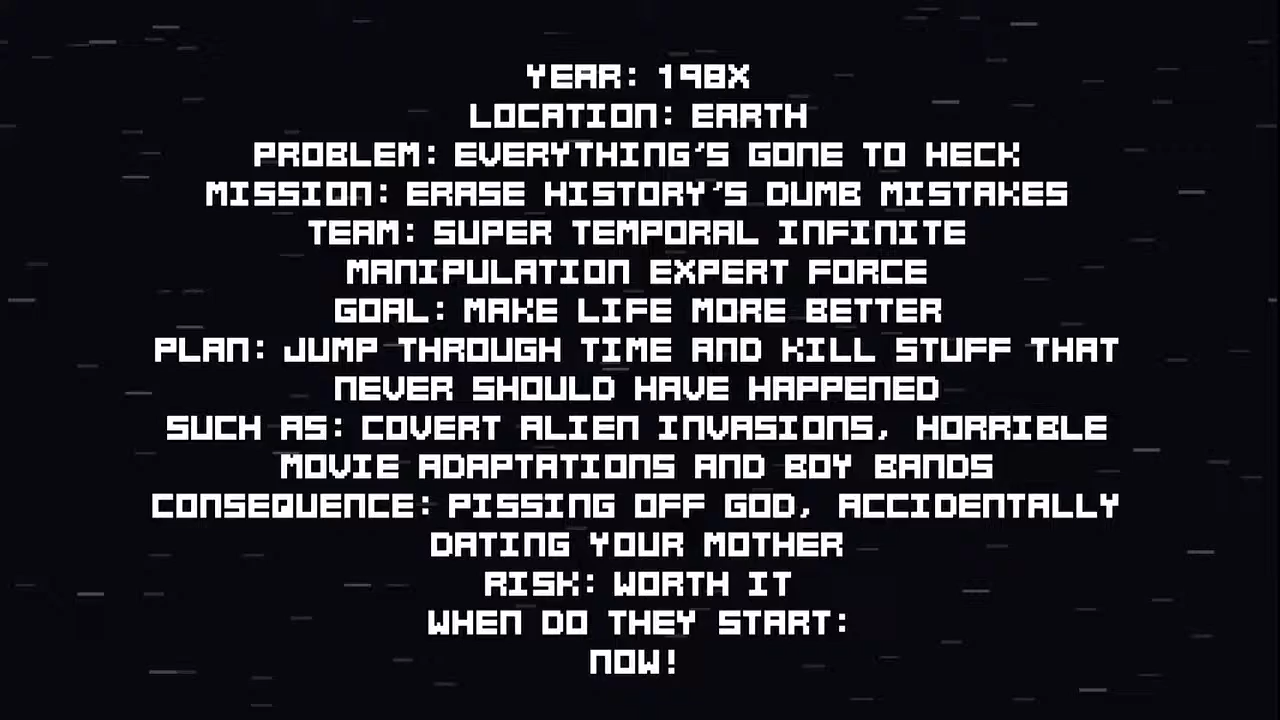 YEAR: 198X
LOCATION: EARTH
PROBLEM: EVERYTHING'S GONE TO HECK
MISSION: ERASE HISTORY'S DUMB MISTAKES
TEAM: SUPER TEMPORAL INFINITE
MANIPULATION EXPERT FORCE
GOAL: MAKE LIFE MORE BETTER
PLAN: JUMP THROUGH TIME AND KILL STUFF THAT
NEVER SHOULD HAVE HAPPENED
SUCH AS: COVERT ALIEN INVASIONS, HORRIBLE
MOVIE ADAPTATIONS AND BOY BANDS
CONSEQUENCE: PISSING OFF GOD, ACCIDENTALLY
DATING YOUR MOTHER
RISK: WORTH IT
WHEN DO THEY START:
NOW!